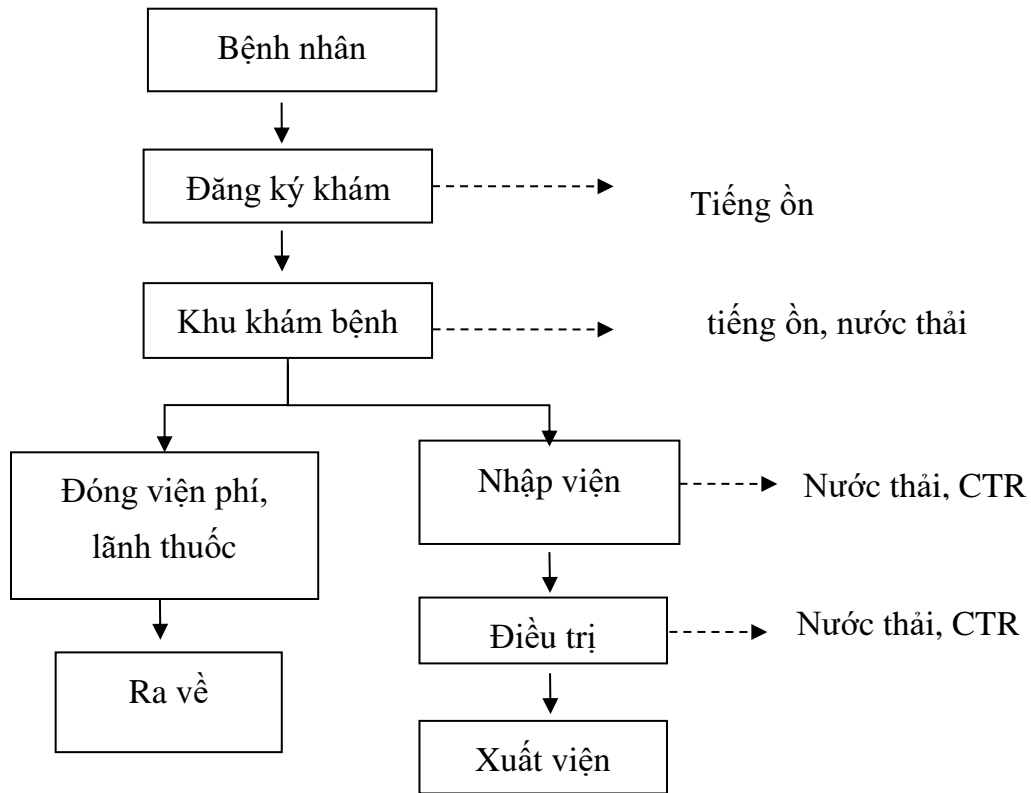 Bệnh nhân
Đăng ký khám
Tiếng ồn
Khu khám bệnh
tiếng ồn, nước thải
Đóng viện phí,
lãnh thuốc
Nhập viện
Nước thải, CTR
Điều trị
Nước thải, CTR
Ra về
Xuất viện